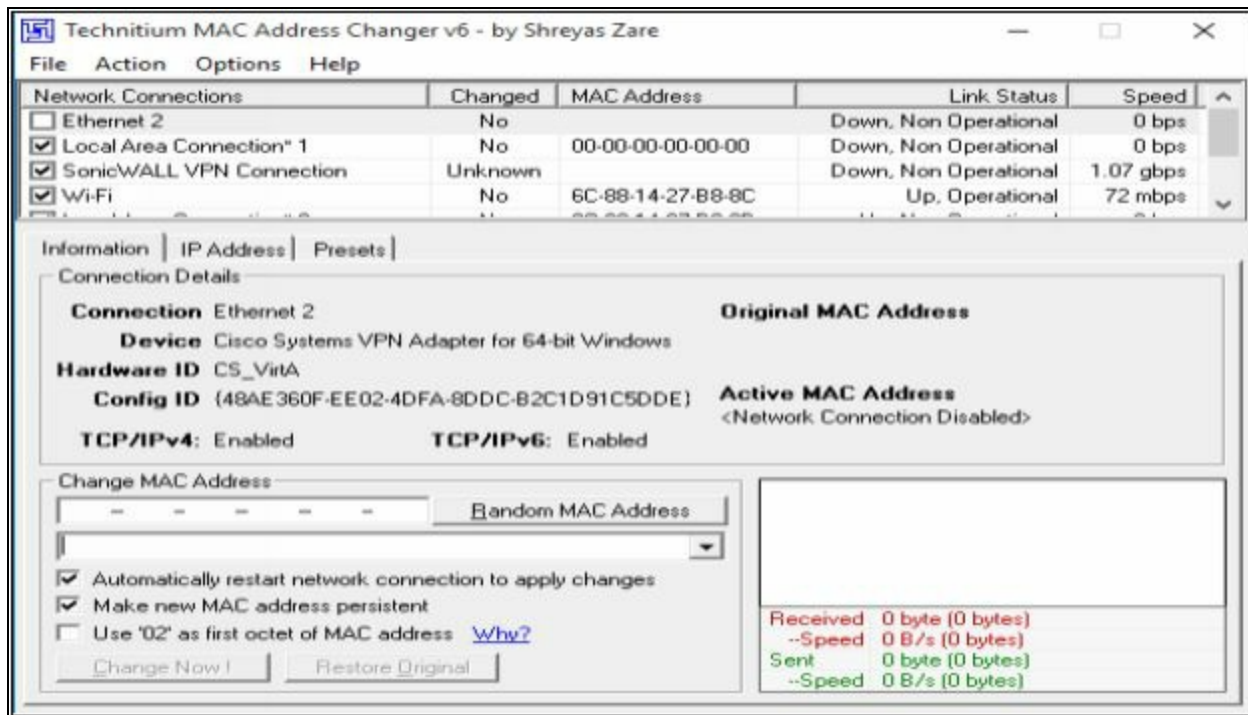 Technitium MAC Address Changer v6 - by Shreyas Zare
File Action Options Help
Network Connections Changed MAC Address Link Status Speed
Ethernet 2 No Down, Non Operational 0 bps
Local Area Connection* 1 No 00-00-00-00-00-00 Down, Non Operational 0 bps
SonicWALL VPN Connection Unknown Down, Non Operational 1.07 gbps
Wi-Fi No 6C-88-14-27-B8-8C Up, Operational 72 mbps
Information IP Address Presets
Connection Details
Connection Ethernet 2 Original MAC Address
Device Cisco Systems VPN Adapter for 64-bit Windows
Hardware ID CS_VirtA
Config ID {48AE360F-EE02-4DFA-8DDC-B2C1D91C5DDE} Active MAC Address
<Network Connection Disabled>
TCP/IPv4: Enabled TCP/IPv6: Enabled
Change MAC Address
- - - - - Random MAC Address
Automatically restart network connection to apply changes
Make new MAC address persistent
Use '02' as first octet of MAC address Why?
Change Now ! Restore Original
Received 0 byte (0 bytes)
--Speed 0 B/s (0 bytes)
Sent 0 byte (0 bytes)
--Speed 0 B/s (0 bytes)